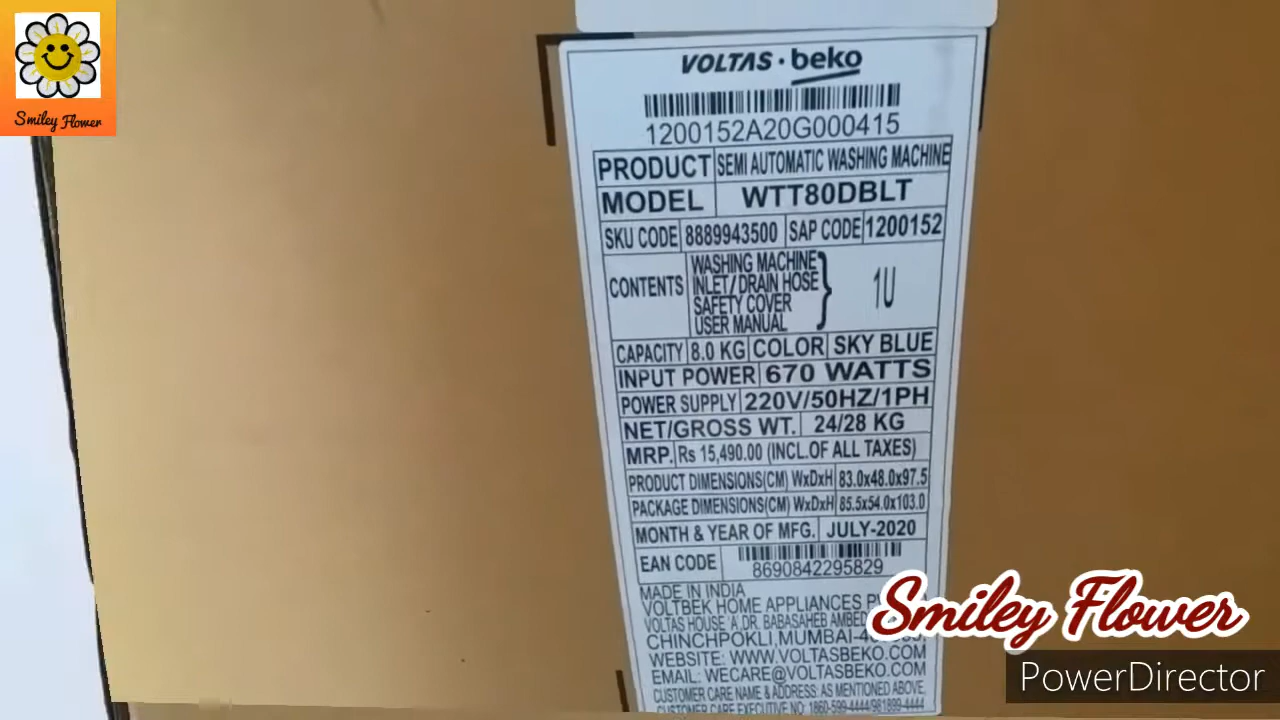 Smiley Flower
VOLTAS · beko
1200152A20G000415
PRODUCT SEMI AUTOMATIC WASHING MACHINE
MODEL WTT80DBLT
SKU CODE 8889943500 SAP CODE 1200152
CONTENTS WASHING MACHINE
INLET/DRAIN HOSE
SAFETY COVER
USER MANUAL } 1U
CAPACITY 8.0 KG COLOR SKY BLUE
INPUT POWER 670 WATTS
POWER SUPPLY 220V/50HZ/1PH
NET/GROSS WT. 24/28 KG
MRP. Rs 15,490.00 (INCL.OF ALL TAXES)
PRODUCT DIMENSIONS(CM) WxDxH 83.0x48.0x97.5
PACKAGE DIMENSIONS(CM) WxDxH 85.5x54.0x103.0
MONTH & YEAR OF MFG. JULY-2020
EAN CODE 8690842295829
MADE IN INDIA
VOLTBEK HOME APPLIANCES
VOLTAS HOUSE 'A', DR. BABASAHEB
CHINCHPOKLI, MUMBAI-
WEBSITE: WWW.VOLTASBEKO.COM
EMAIL: WECARE@VOLTASBEKO.COM
CUSTOMER CARE NAME & ADDRESS: AS MENTIONED ABOVE,
CUSTOMER CARE EXECUTIVE NO: 1860-599-4444/
Smiley Flower
PowerDirector